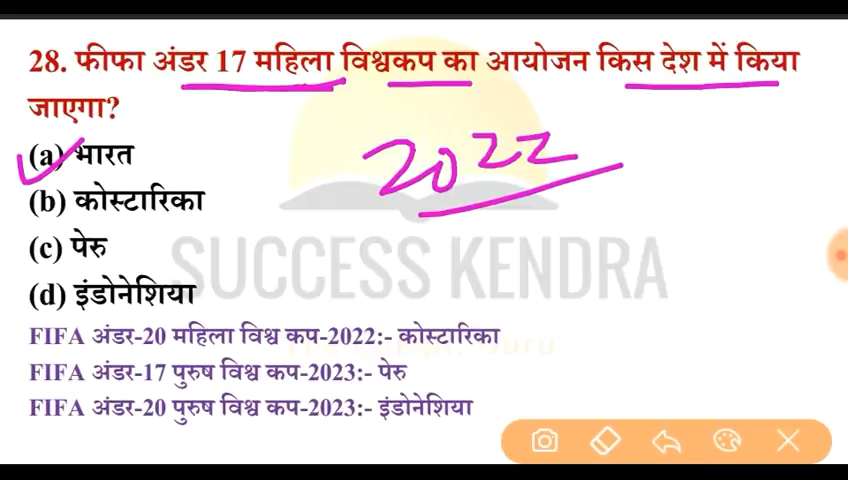 28. फीफा अंडर 17 महिला विश्वकप का आयोजन किस देश में किया
जाएगा?
2022
(a) भारत
(b) कोस्टारिका
(c) पेरु
(d) इंडोनेशिया
SUCCESS KENDRA
FIFA अंडर-20 महिला विश्व कप-2022:- कोस्टारिका
FIFA अंडर-17 पुरुष विश्व कप-2023:- पेरु
FIFA अंडर-20 पुरुष विश्व कप-2023:- इंडोनेशिया